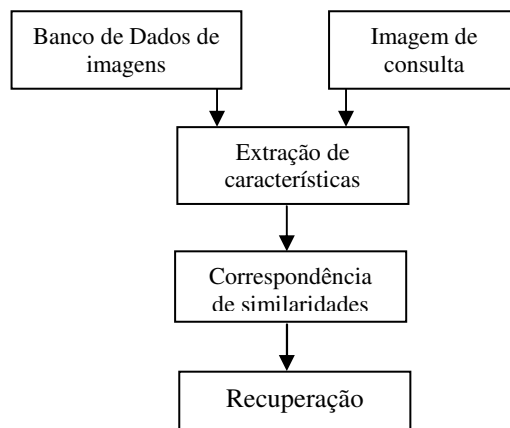 Banco de Dados de
imagens
Imagem de
consulta
Extração de
características
Correspondência
de similaridades
Recuperação